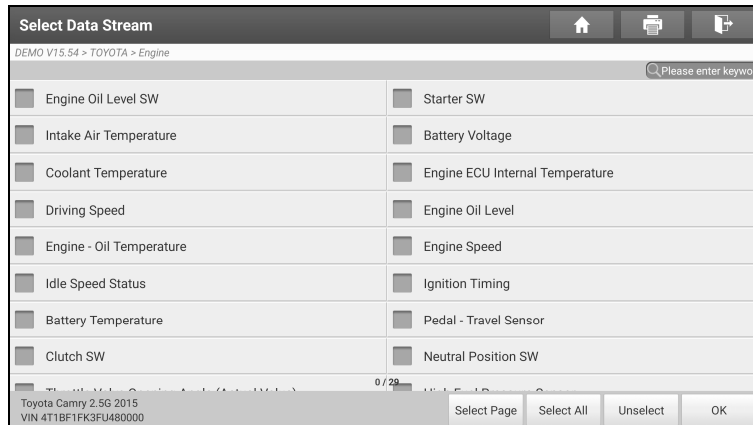 Select Data Stream
DEMO V15.54 > TOYOTA > Engine
Please enter keywo
Engine Oil Level SW
Starter SW
Intake Air Temperature
Battery Voltage
Coolant Temperature
Engine ECU Internal Temperature
Driving Speed
Engine Oil Level
Engine - Oil Temperature
Engine Speed
Idle Speed Status
Ignition Timing
Battery Temperature
Pedal - Travel Sensor
Clutch SW
Neutral Position SW
0 / 29
Toyota Camry 2.5G 2015
VIN 4T1BF1FK3FU480000
Select Page
Select All
Unselect
OK